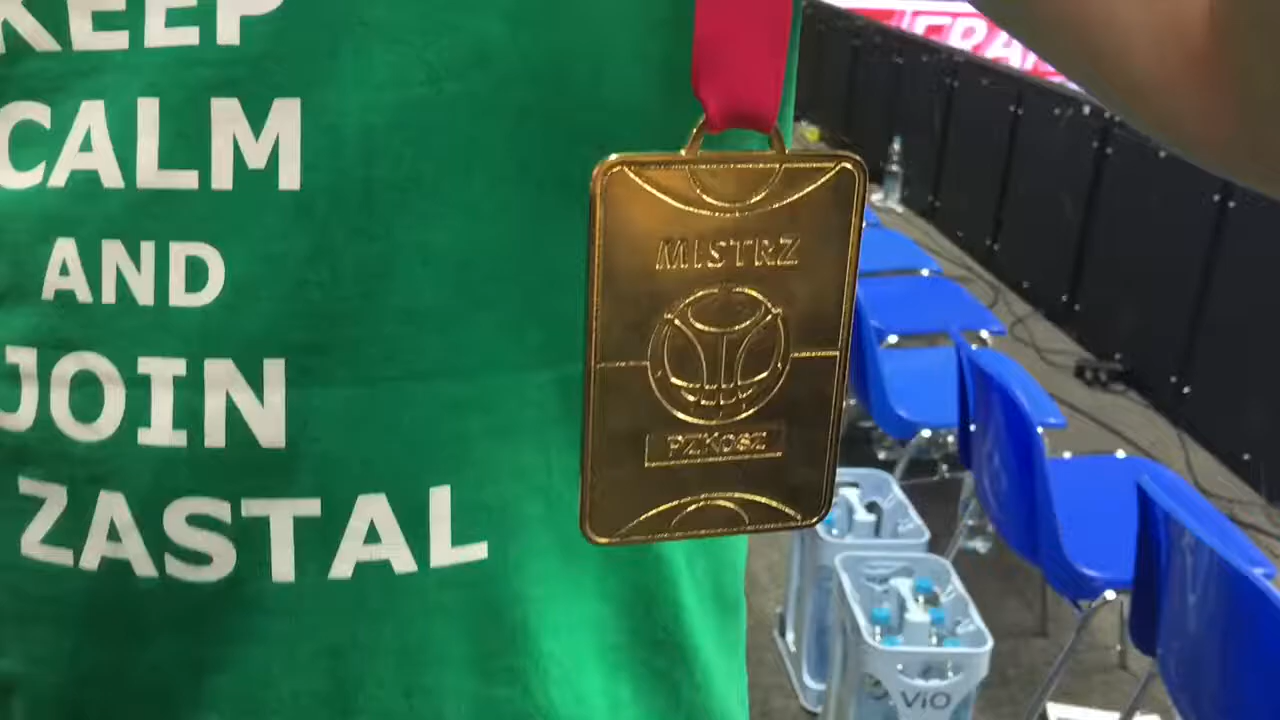 KEEP
CALM
AND
JOIN
ZASTAL
MISTRZ
PZKOSZ
ViO